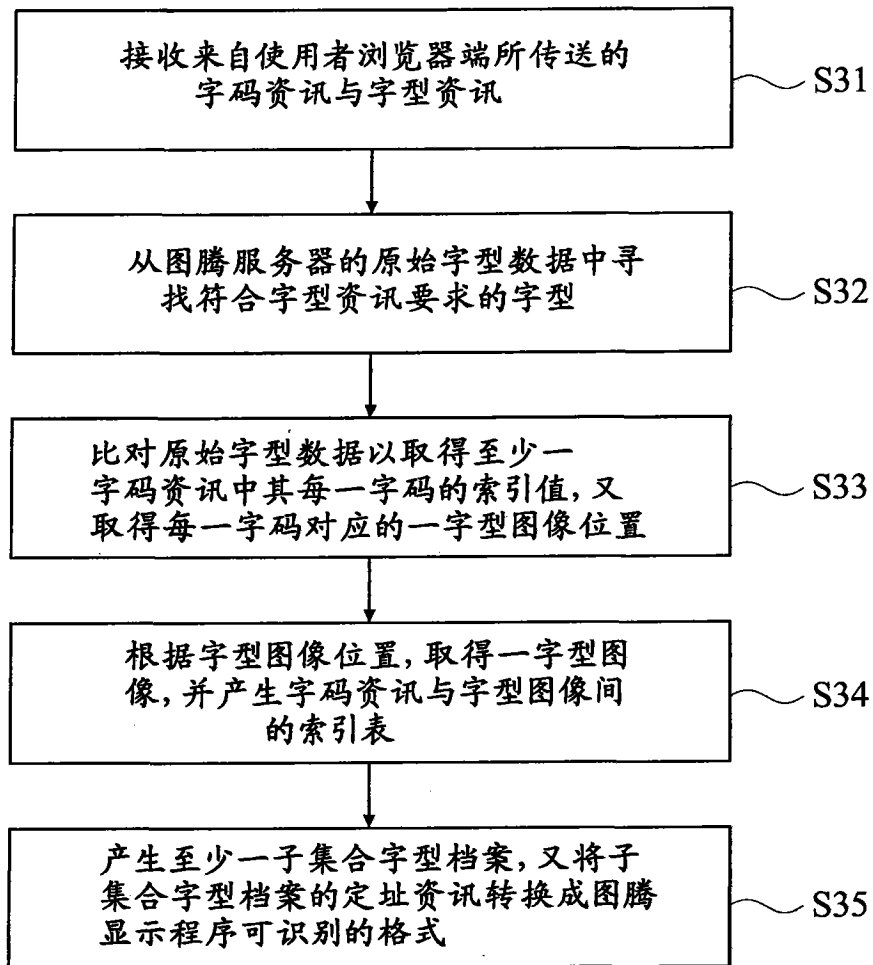 接收来自使用者浏览器端所传送的
字码资讯与字型资讯
S31
从图腾服务器的原始字型数据中寻
找符合字型资讯要求的字型
S32
比对原始字型数据以取得至少一
字码资讯中其每一字码的索引值,又
取得每一字码对应的一字型图像位置
S33
根据字型图像位置,取得一字型图
像,并产生字码资讯与字型图像间
的索引表
S34
产生至少一子集合字型档案,又将子
集合字型档案的定址资讯转换成图腾
显示程序可识别的格式
S35